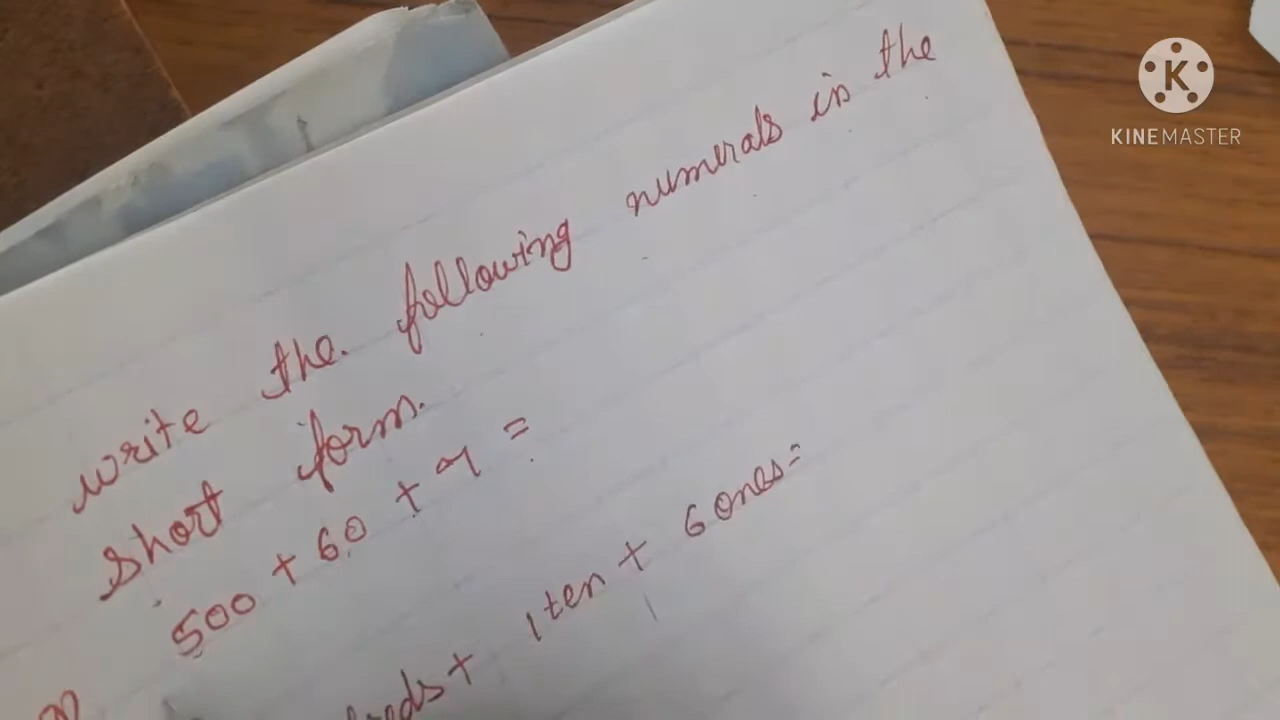 write the following numerals in the
short form.
500 + 60 + 7 =
1 ten + 6 ones =
K
KINEMASTER